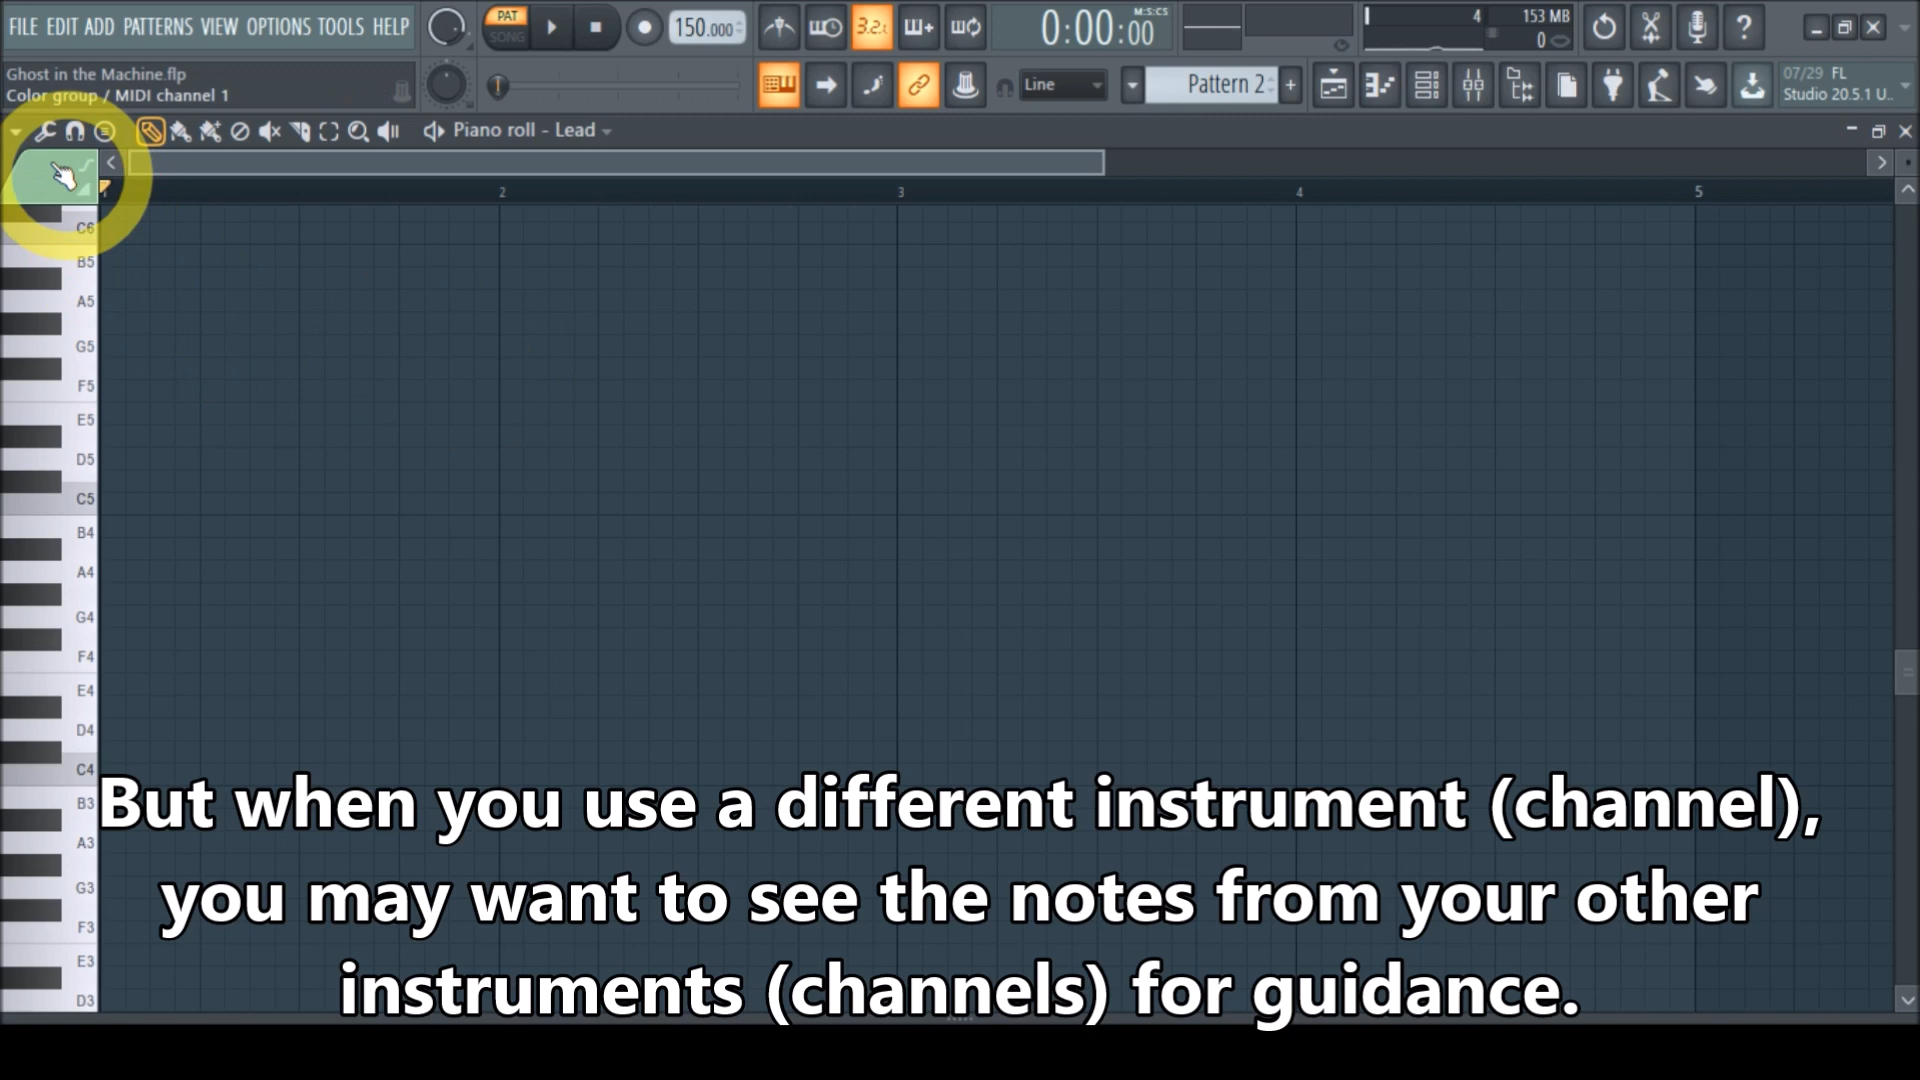 FILE EDIT ADD PATTERNS VIEW OPTIONS TOOLS HELP
PAT
SONG
150.000
3.2.
0:00:00
M:S:CS
4
153 MB
0
Ghost in the Machine.flp
Color group / MIDI channel 1
Line
Pattern 2
07/29 FL
Studio 20.5.1 U..
Piano roll - Lead
2 3 4 5
C6
B5
A5
G5
F5
E5
D5
C5
B4
A4
G4
F4
E4
D4
C4
B3
A3
G3
F3
E3
D3
But when you use a different instrument (channel),
you may want to see the notes from your other
instruments (channels) for guidance.